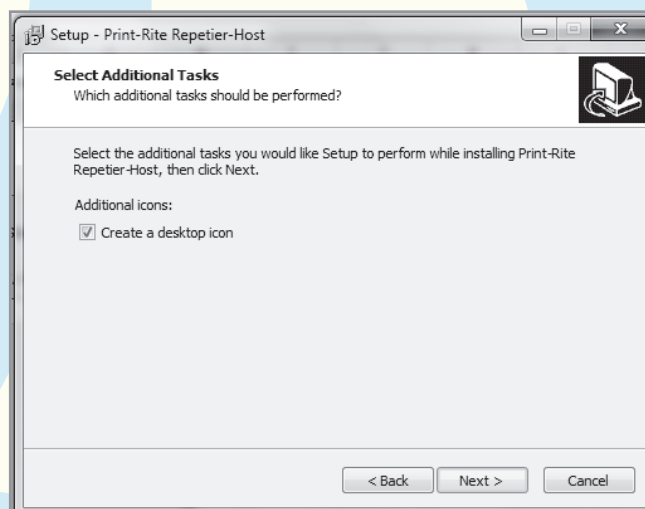 Setup - Print-Rite Repetier-Host
Select Additional Tasks
Which additional tasks should be performed?
Select the additional tasks you would like Setup to perform while installing Print-Rite
Repetier-Host, then click Next.
Additional icons:
Create a desktop icon
< Back Next > Cancel